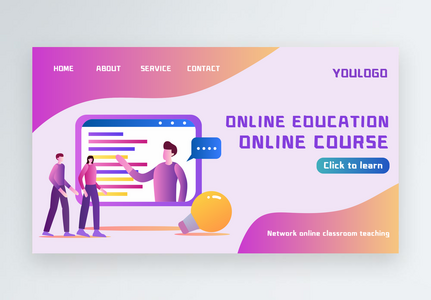 HOME ABOUT SERVICE CONTACT
YOULOGO
ONLINE EDUCATION
ONLINE COURSE
Click to learn
Network online classroom teaching